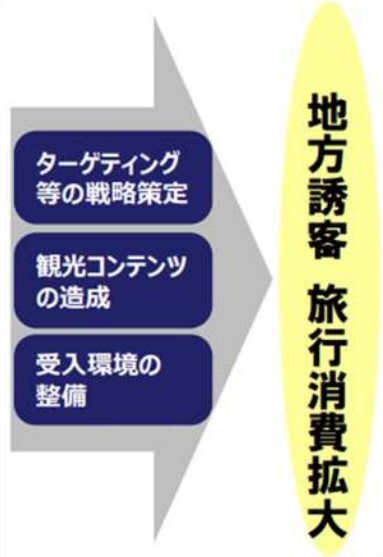 ターゲティング
等の戦略策定
観光コンテンツ
の造成
受入環境の
整備
地方誘客 旅行消費拡大